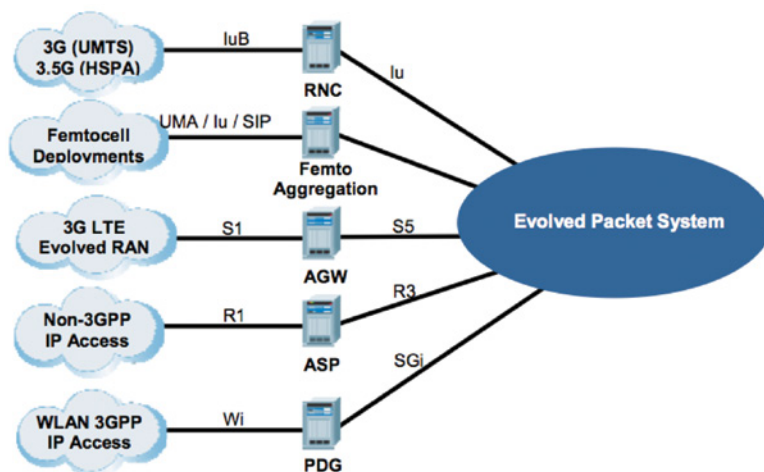 3G (UMTS)
3.5G (HSPA)
IuB
RNC
Iu
Femtocell
Deployments
UMA / Iu / SIP
Femto
Aggregation
3G LTE
Evolved RAN
S1
AGW
S5
Evolved Packet System
Non-3GPP
IP Access
R1
ASP
R3
WLAN 3GPP
IP Access
Wi
PDG
SGi